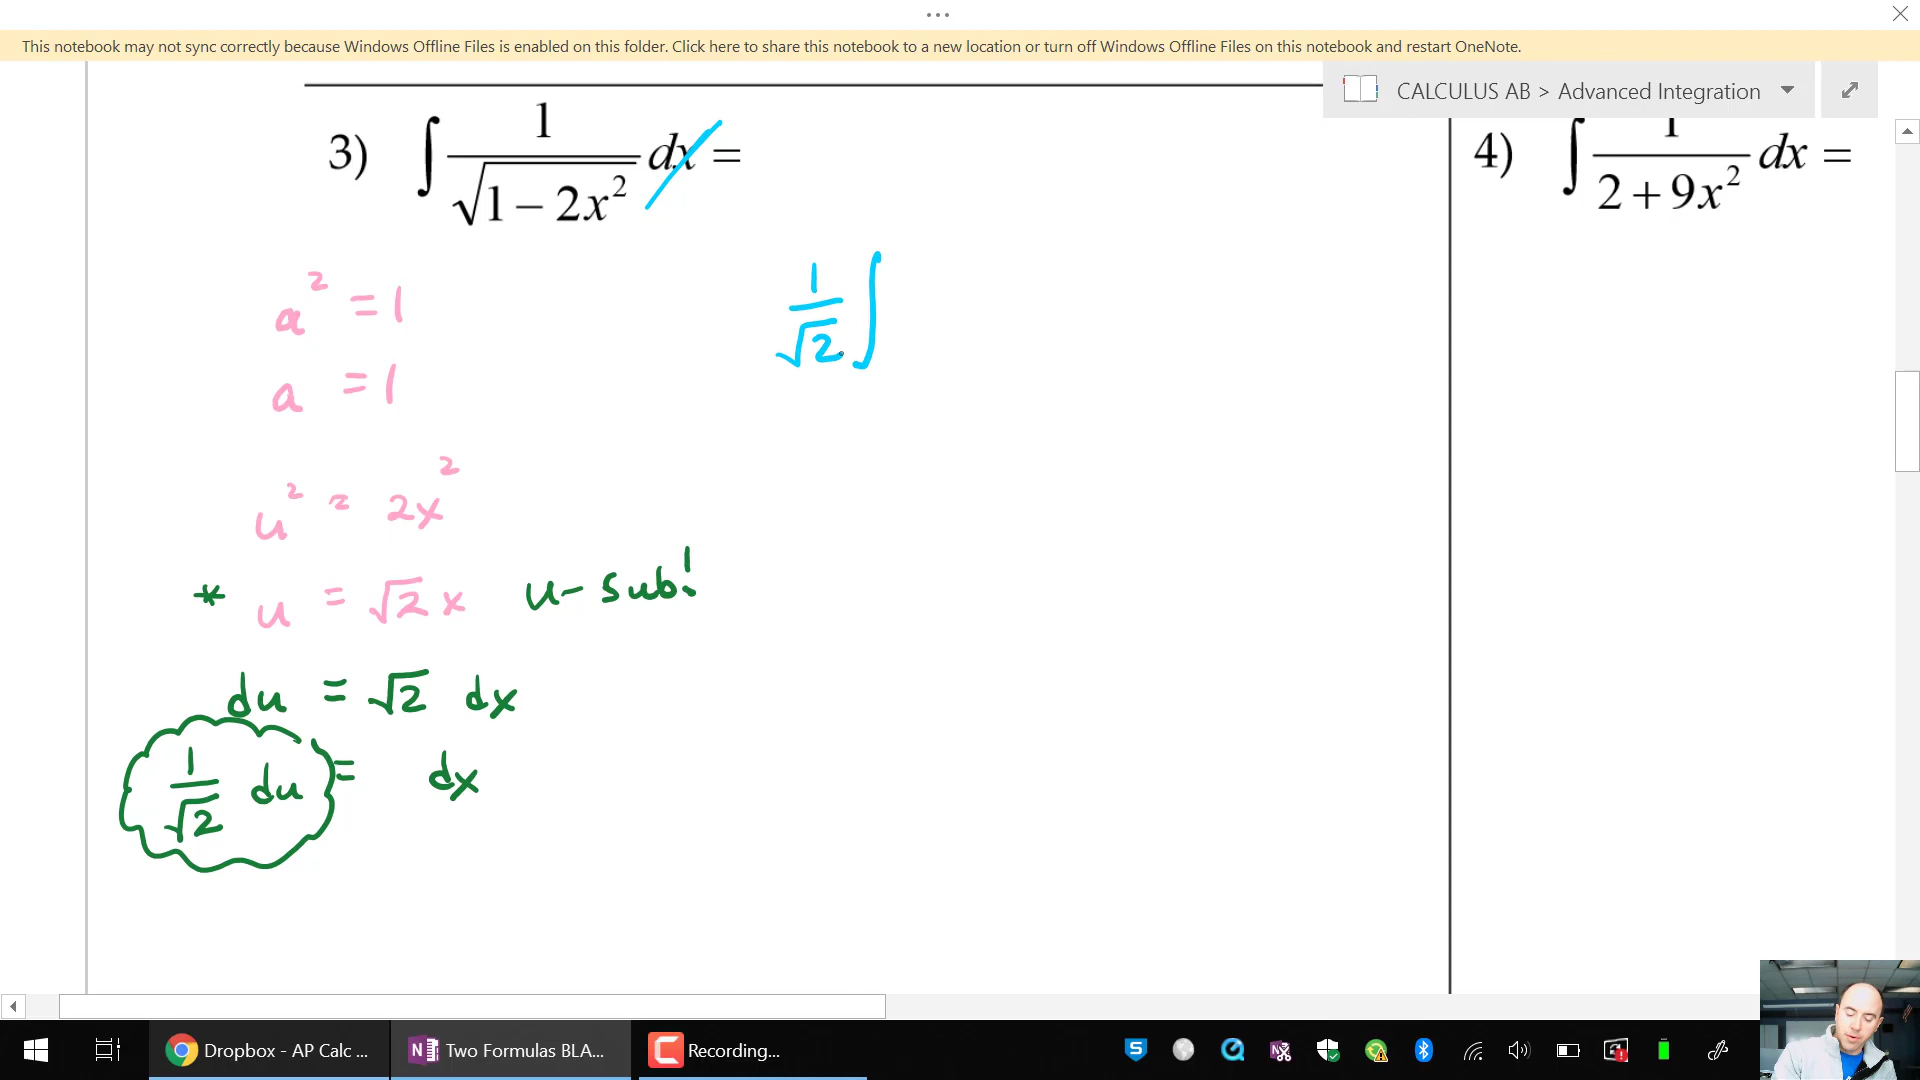 This notebook may not sync correctly because Windows Offline Files is enabled on this folder. Click here to share this notebook to a new location or turn off Windows Offline Files on this notebook and restart OneNote.
CALCULUS AB > Advanced Integration
3) ∫ 1/√(1 − 2x²) dx =
4) ∫ 1/(2 + 9x²) dx =
1/√2 ∫
a² = 1
a = 1
u² = 2x²
* u = √2 x u-sub!
du = √2 dx
1/√2 du = dx
Dropbox - AP Calc ...
Two Formulas BLA...
Recording...